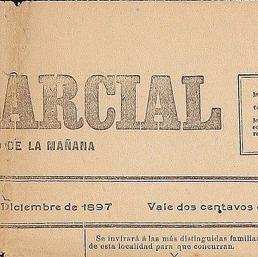 ARCIAL
DE LA MAÑANA
Diciembre de 1897 Vale dos centavos
Se invitará á las más distinguidas
de esta localidad para que concurran.